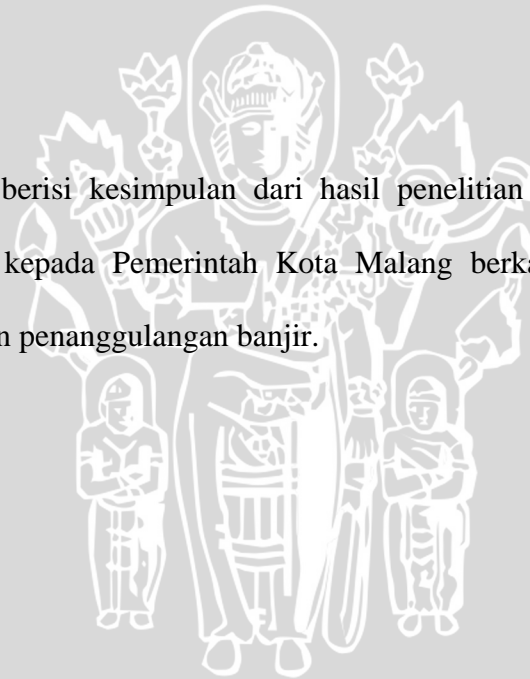 berisi kesimpulan dari hasil penelitian
kepada Pemerintah Kota Malang berka
n penanggulangan banjir.